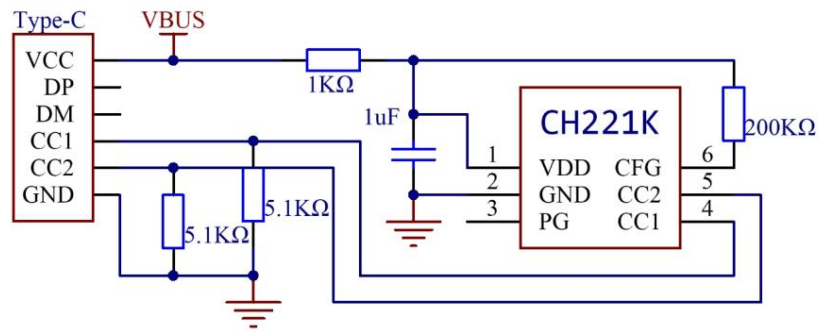 Type-C VBUS
VCC
DP
DM
CC1
CC2
GND
1KΩ
1uF
5.1KΩ
5.1KΩ
CH221K
200KΩ
1 VDD CFG 6
2 GND CC2 5
3 PG CC1 4